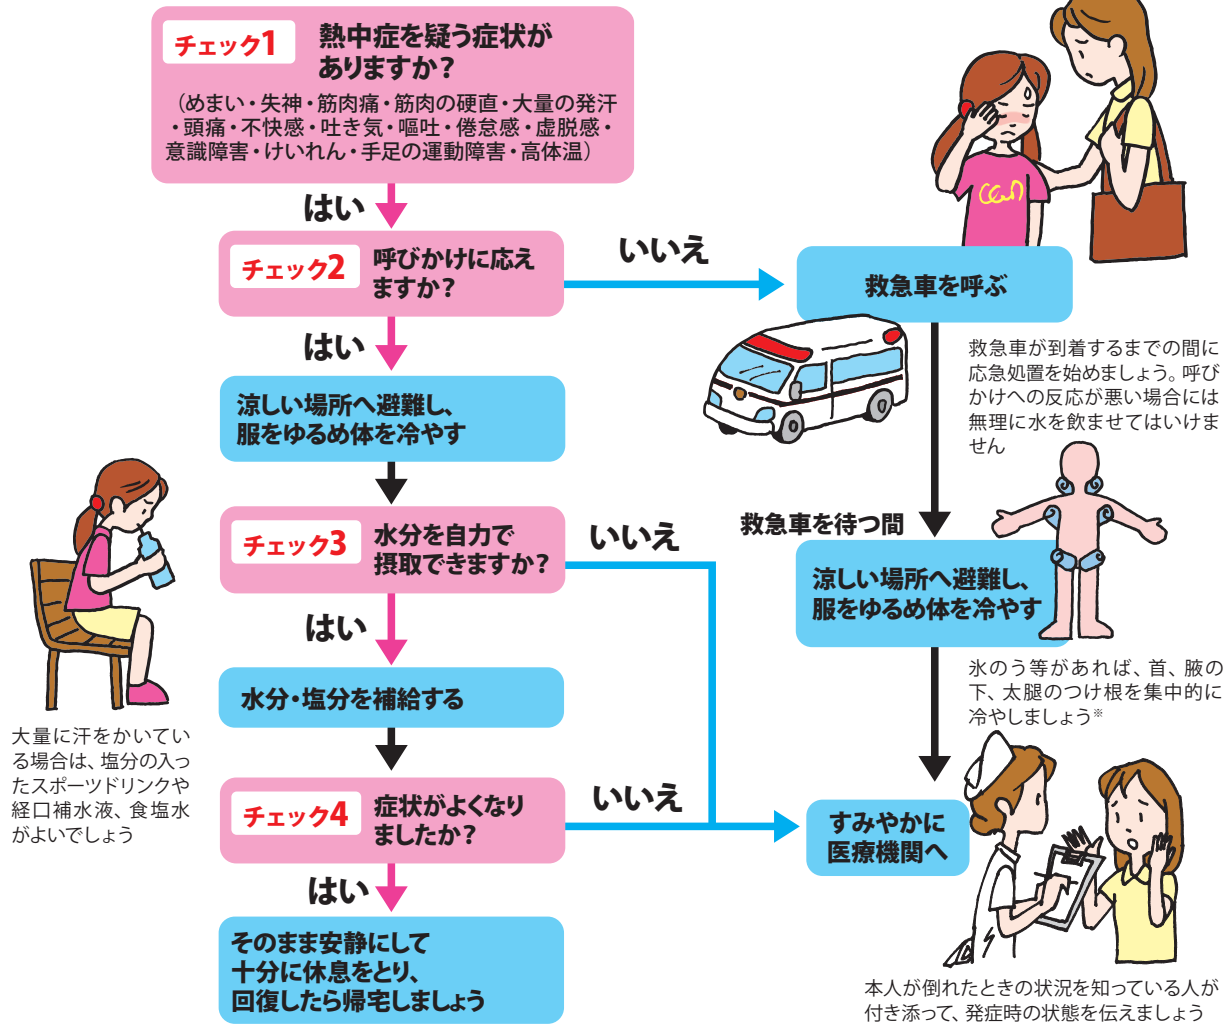 チェック1
熱中症を疑う症状が
ありますか？
（めまい・失神・筋肉痛・筋肉の硬直・大量の発汗
・頭痛・不快感・吐き気・嘔吐・倦怠感・虚脱感・
意識障害・けいれん・手足の運動障害・高体温）
はい
チェック2
呼びかけに応え
ますか？
いいえ
救急車を呼ぶ
救急車が到着するまでの間に
応急処置を始めましょう。呼び
かけへの反応が悪い場合には
無理に水を飲ませてはいけま
せん
はい
涼しい場所へ避難し、
服をゆるめ体を冷やす
チェック3
水分を自力で
摂取できますか？
いいえ
救急車を待つ間
涼しい場所へ避難し、
服をゆるめ体を冷やす
氷のう等があれば、首、腋の
下、太腿のつけ根を集中的に
冷やしましょう※
はい
水分・塩分を補給する
大量に汗をかいてい
る場合は、塩分の入っ
たスポーツドリンクや
経口補水液、食塩水
がよいでしょう
チェック4
症状がよくなり
ましたか？
いいえ
すみやかに
医療機関へ
はい
そのまま安静にして
十分に休息をとり、
回復したら帰宅しましょう
本人が倒れたときの状況を知っている人が
付き添って、発症時の状態を伝えましょう